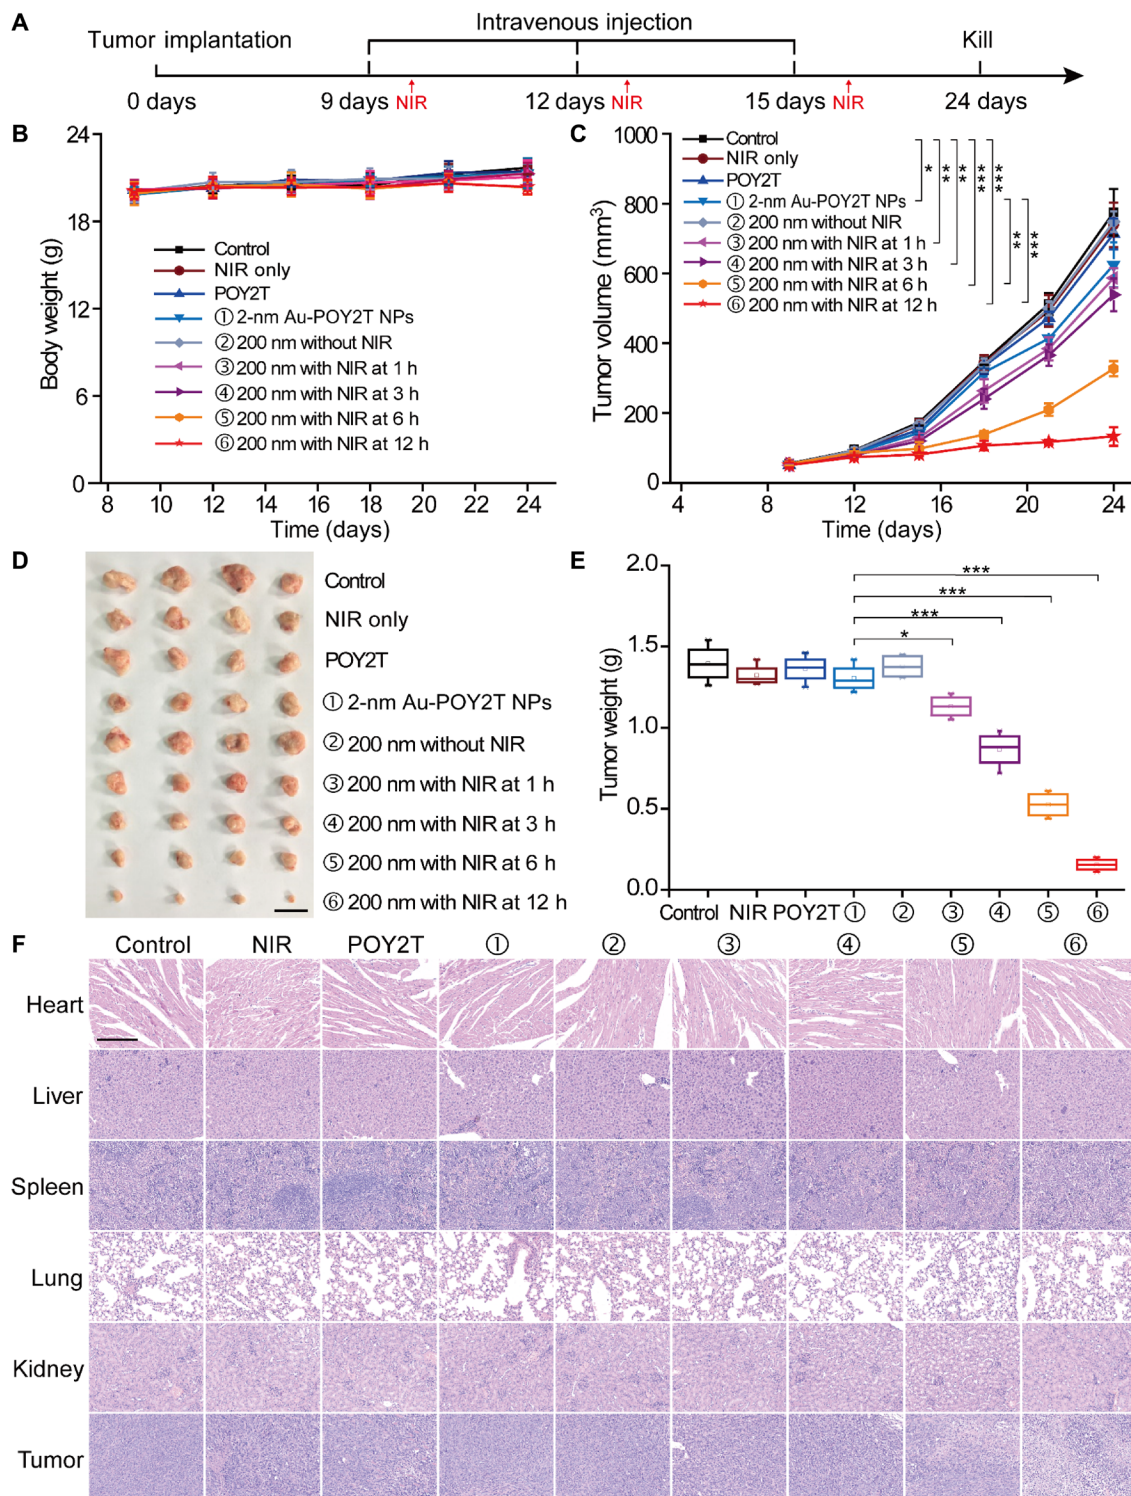 A
Tumor implantation
Intravenous injection
Kill
0 days
9 days NIR
12 days NIR
15 days NIR
24 days
B
24
18
12
6
0
Body weight (g)
Control
NIR only
POY2T
① 2-nm Au-POY2T NPs
② 200 nm without NIR
③ 200 nm with NIR at 1 h
④ 200 nm with NIR at 3 h
⑤ 200 nm with NIR at 6 h
⑥ 200 nm with NIR at 12 h
8 10 12 14 16 18 20 22 24
Time (days)
C
1000
800
600
400
200
0
Tumor volume (mm³)
Control
NIR only
POY2T
① 2-nm Au-POY2T NPs
② 200 nm without NIR
③ 200 nm with NIR at 1 h
④ 200 nm with NIR at 3 h
⑤ 200 nm with NIR at 6 h
⑥ 200 nm with NIR at 12 h
* ** ** *** *** ** ***
4 8 12 16 20 24
Time (days)
D
Control
NIR only
POY2T
① 2-nm Au-POY2T NPs
② 200 nm without NIR
③ 200 nm with NIR at 1 h
④ 200 nm with NIR at 3 h
⑤ 200 nm with NIR at 6 h
⑥ 200 nm with NIR at 12 h
E
2.0
1.5
1.0
0.5
0.0
Tumor weight (g)
***
***
***
*
Control NIR POY2T ① ② ③ ④ ⑤ ⑥
F
Control NIR POY2T ① ② ③ ④ ⑤ ⑥
Heart
Liver
Spleen
Lung
Kidney
Tumor